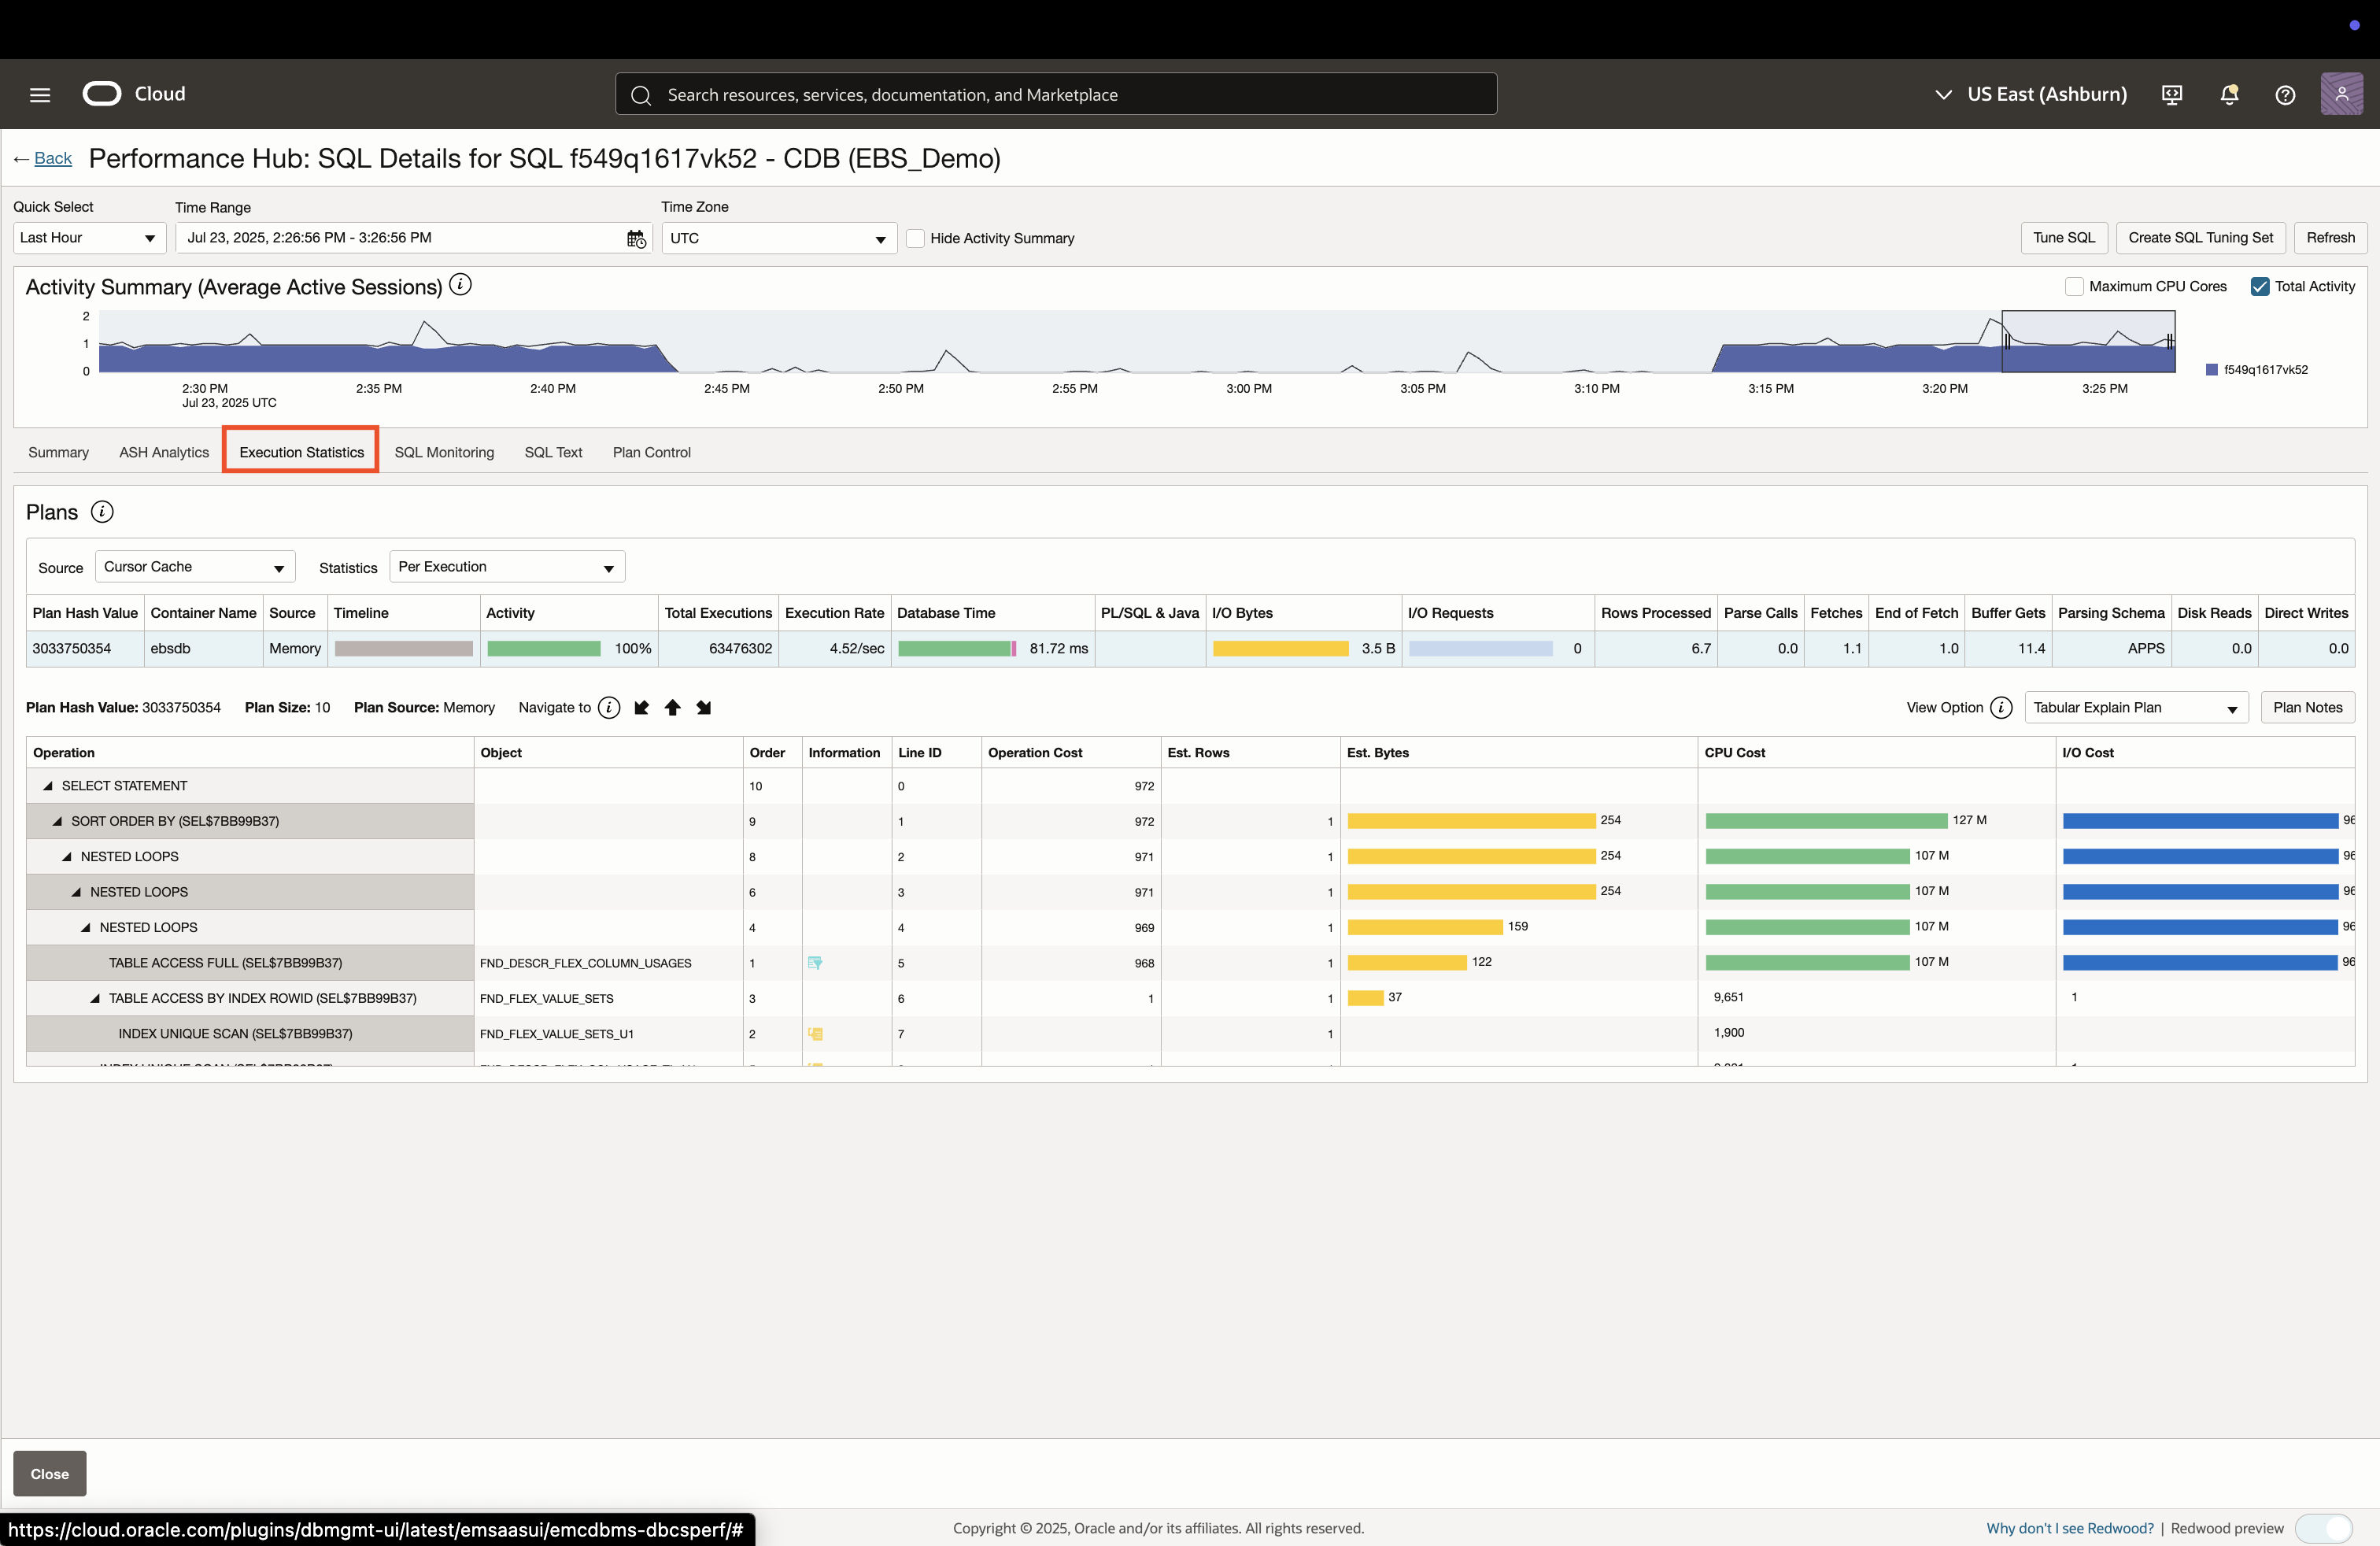 Cloud
Search resources, services, documentation, and Marketplace
US East (Ashburn)
← Back Performance Hub: SQL Details for SQL f549q1617vk52 - CDB (EBS_Demo)
Quick Select Time Range Time Zone
Last Hour Jul 23, 2025, 2:26:56 PM - 3:26:56 PM UTC Hide Activity Summary Tune SQL Create SQL Tuning Set Refresh
Activity Summary (Average Active Sessions) Maximum CPU Cores Total Activity
2
1
0
2:30 PM 2:35 PM 2:40 PM 2:45 PM 2:50 PM 2:55 PM 3:00 PM 3:05 PM 3:10 PM 3:15 PM 3:20 PM 3:25 PM
Jul 23, 2025 UTC
f549q1617vk52
Summary ASH Analytics Execution Statistics SQL Monitoring SQL Text Plan Control
Plans
Source Cursor Cache Statistics Per Execution
Plan Hash Value Container Name Source Timeline Activity Total Executions Execution Rate Database Time PL/SQL & Java I/O Bytes I/O Requests Rows Processed Parse Calls Fetches End of Fetch Buffer Gets Parsing Schema Disk Reads Direct Writes
3033750354 ebsdb Memory 100% 63476302 4.52/sec 81.72 ms 3.5 B 0 6.7 0.0 1.1 1.0 11.4 APPS 0.0 0.0
Plan Hash Value: 3033750354 Plan Size: 10 Plan Source: Memory Navigate to View Option Tabular Explain Plan Plan Notes
Operation Object Order Information Line ID Operation Cost Est. Rows Est. Bytes CPU Cost I/O Cost
SELECT STATEMENT 10 0 972
SORT ORDER BY (SEL$7BB99B37) 9 1 972 1 254 127 M 96
NESTED LOOPS 8 2 971 1 254 107 M 96
NESTED LOOPS 6 3 971 1 254 107 M 96
NESTED LOOPS 4 4 969 1 159 107 M 96
TABLE ACCESS FULL (SEL$7BB99B37) FND_DESCR_FLEX_COLUMN_USAGES 1 5 968 1 122 107 M 96
TABLE ACCESS BY INDEX ROWID (SEL$7BB99B37) FND_FLEX_VALUE_SETS 3 6 1 1 37 9,651 1
INDEX UNIQUE SCAN (SEL$7BB99B37) FND_FLEX_VALUE_SETS_U1 2 7 1 1,900
Close
https://cloud.oracle.com/plugins/dbmgmt-ui/latest/emsaasui/emcdbms-dbcsperf/#
Copyright © 2025, Oracle and/or its affiliates. All rights reserved.
Why don't I see Redwood? | Redwood preview